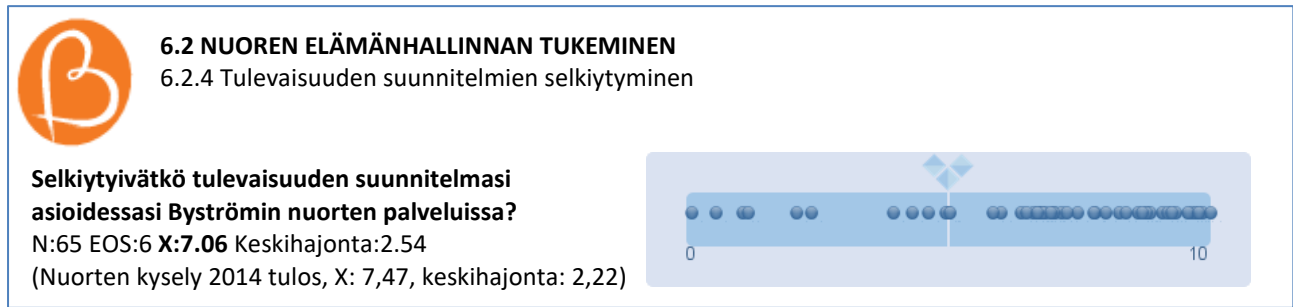 6.2 NUOREN ELÄMÄNHALLINNAN TUKEMINEN
6.2.4 Tulevaisuuden suunnitelmien selkiytyminen
Selkiytyivätkö tulevaisuuden suunnitelmasi
asioidessasi Byströmin nuorten palveluissa?
N:65 EOS:6 X:7.06 Keskihajonta:2.54
(Nuorten kysely 2014 tulos, X: 7,47, keskihajonta: 2,22)
0 10